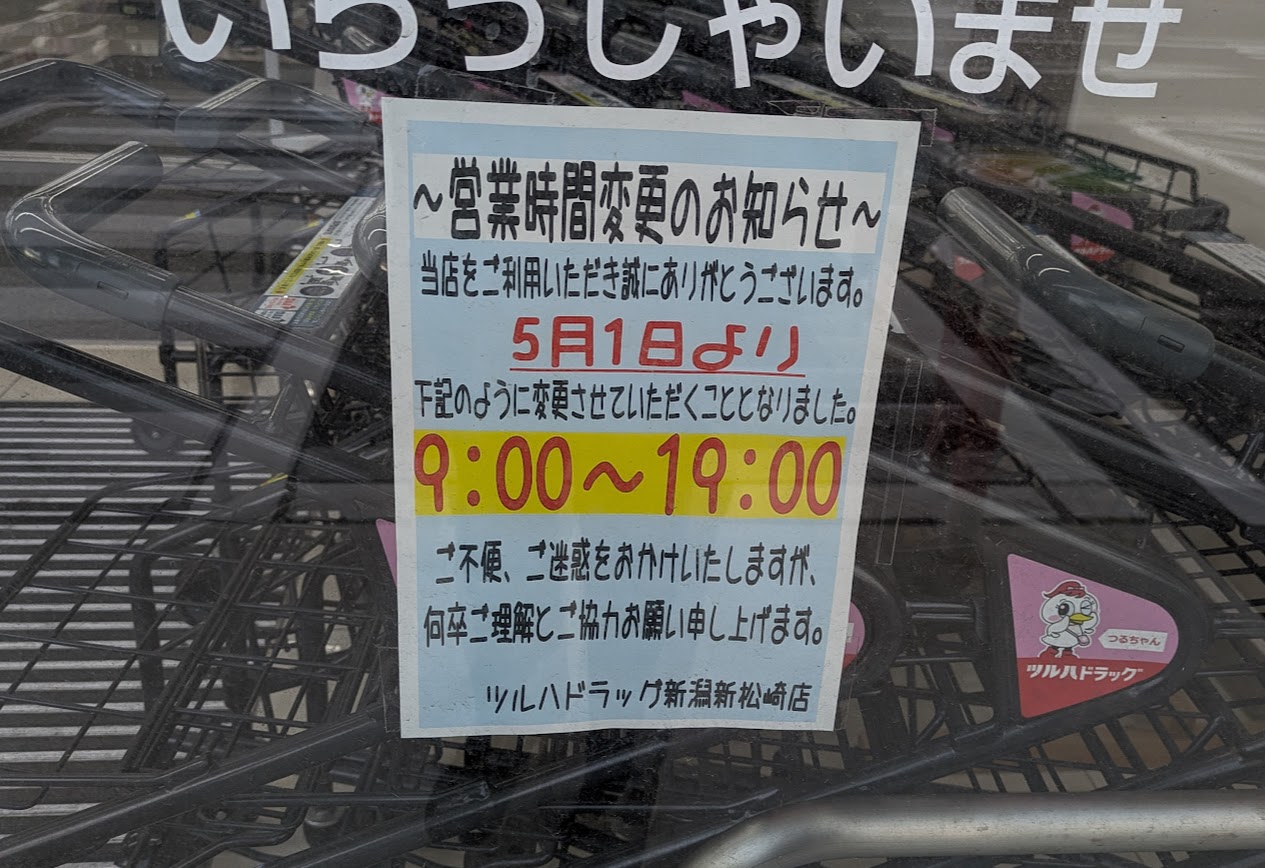 いらっしゃいませ
～営業時間変更のお知らせ～
当店をご利用いただき誠にありがとうございます。
5月1日より
下記のように変更させていただくこととなりました。
9:00～19:00
ご不便、ご迷惑をおかけいたしますが、
何卒ご理解とご協力お願い申し上げます。
ツルハドラッグ新潟新松崎店
つるちゃん
ツルハドラッグ